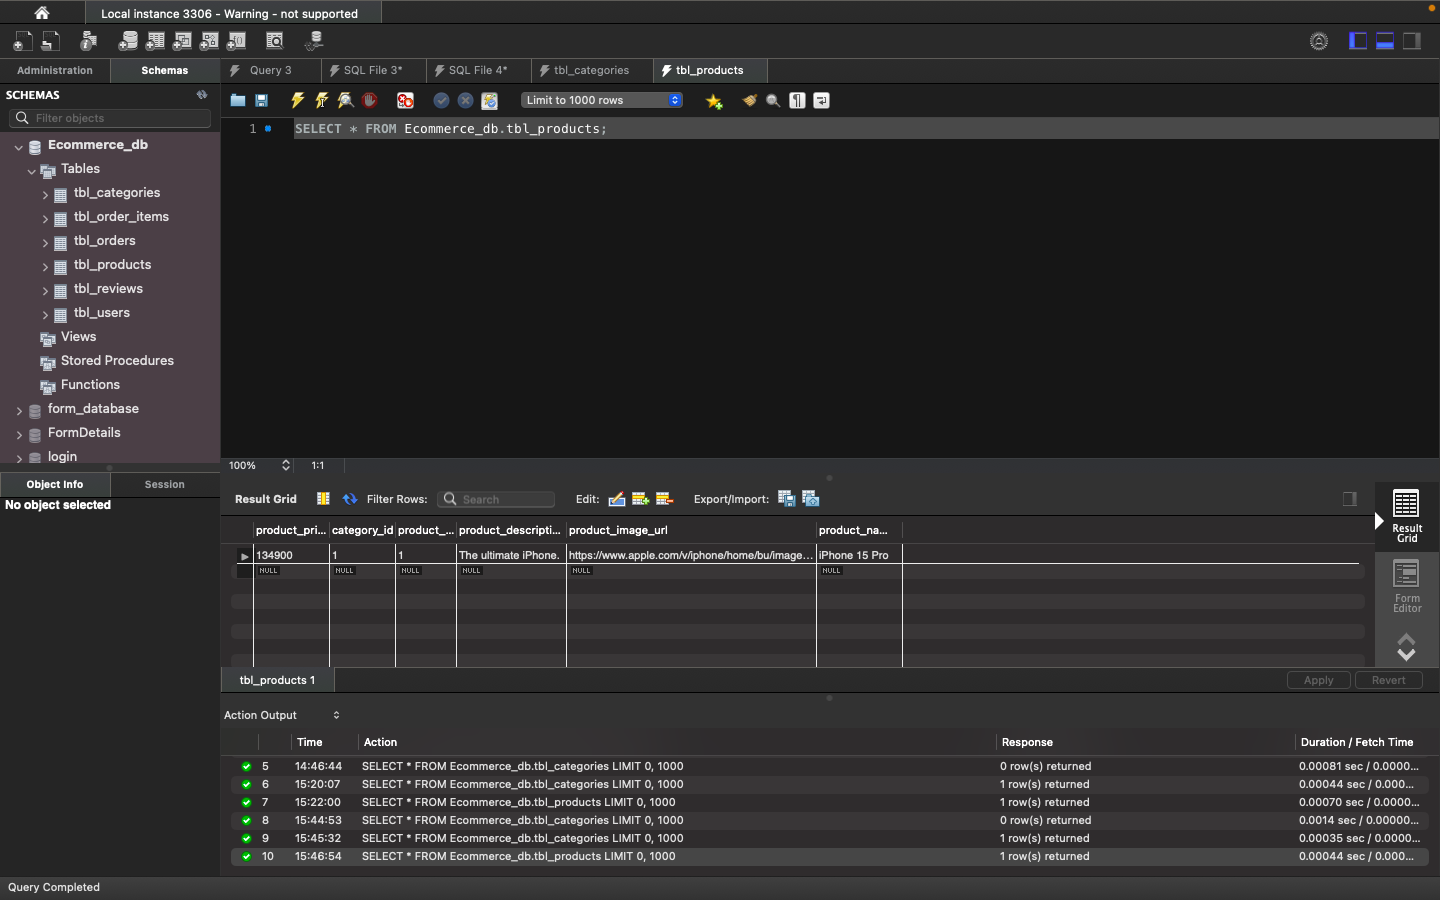 Local instance 3306 - Warning - not supported
Administration
Schemas
Query 3
SQL File 3*
SQL File 4*
tbl_categories
tbl_products
SCHEMAS
Filter objects
Limit to 1000 rows
1
SELECT * FROM Ecommerce_db.tbl_products;
Ecommerce_db
Tables
tbl_categories
tbl_order_items
tbl_orders
tbl_products
tbl_reviews
tbl_users
Views
Stored Procedures
Functions
form_database
FormDetails
login
100%
1:1
Object Info
Session
No object selected
Result Grid
Filter Rows:
Search
Edit:
Export/Import:
Result
Grid
Form
Editor
product_pri...
category_id
product_...
product_descripti...
product_image_url
product_na...
134900
1
1
The ultimate iPhone.
https://www.apple.com/v/iphone/home/bu/image...
iPhone 15 Pro
NULL
NULL
NULL
NULL
NULL
NULL
tbl_products 1
Apply
Revert
Action Output
Time
Action
Response
Duration / Fetch Time
5 14:46:44 SELECT * FROM Ecommerce_db.tbl_categories LIMIT 0, 1000 0 row(s) returned 0.00081 sec / 0.0000...
6 15:20:07 SELECT * FROM Ecommerce_db.tbl_categories LIMIT 0, 1000 1 row(s) returned 0.00044 sec / 0.000...
7 15:22:00 SELECT * FROM Ecommerce_db.tbl_products LIMIT 0, 1000 1 row(s) returned 0.00070 sec / 0.000...
8 15:44:53 SELECT * FROM Ecommerce_db.tbl_categories LIMIT 0, 1000 0 row(s) returned 0.0014 sec / 0.00000...
9 15:45:32 SELECT * FROM Ecommerce_db.tbl_categories LIMIT 0, 1000 1 row(s) returned 0.00035 sec / 0.000...
10 15:46:54 SELECT * FROM Ecommerce_db.tbl_products LIMIT 0, 1000 1 row(s) returned 0.00044 sec / 0.000...
Query Completed